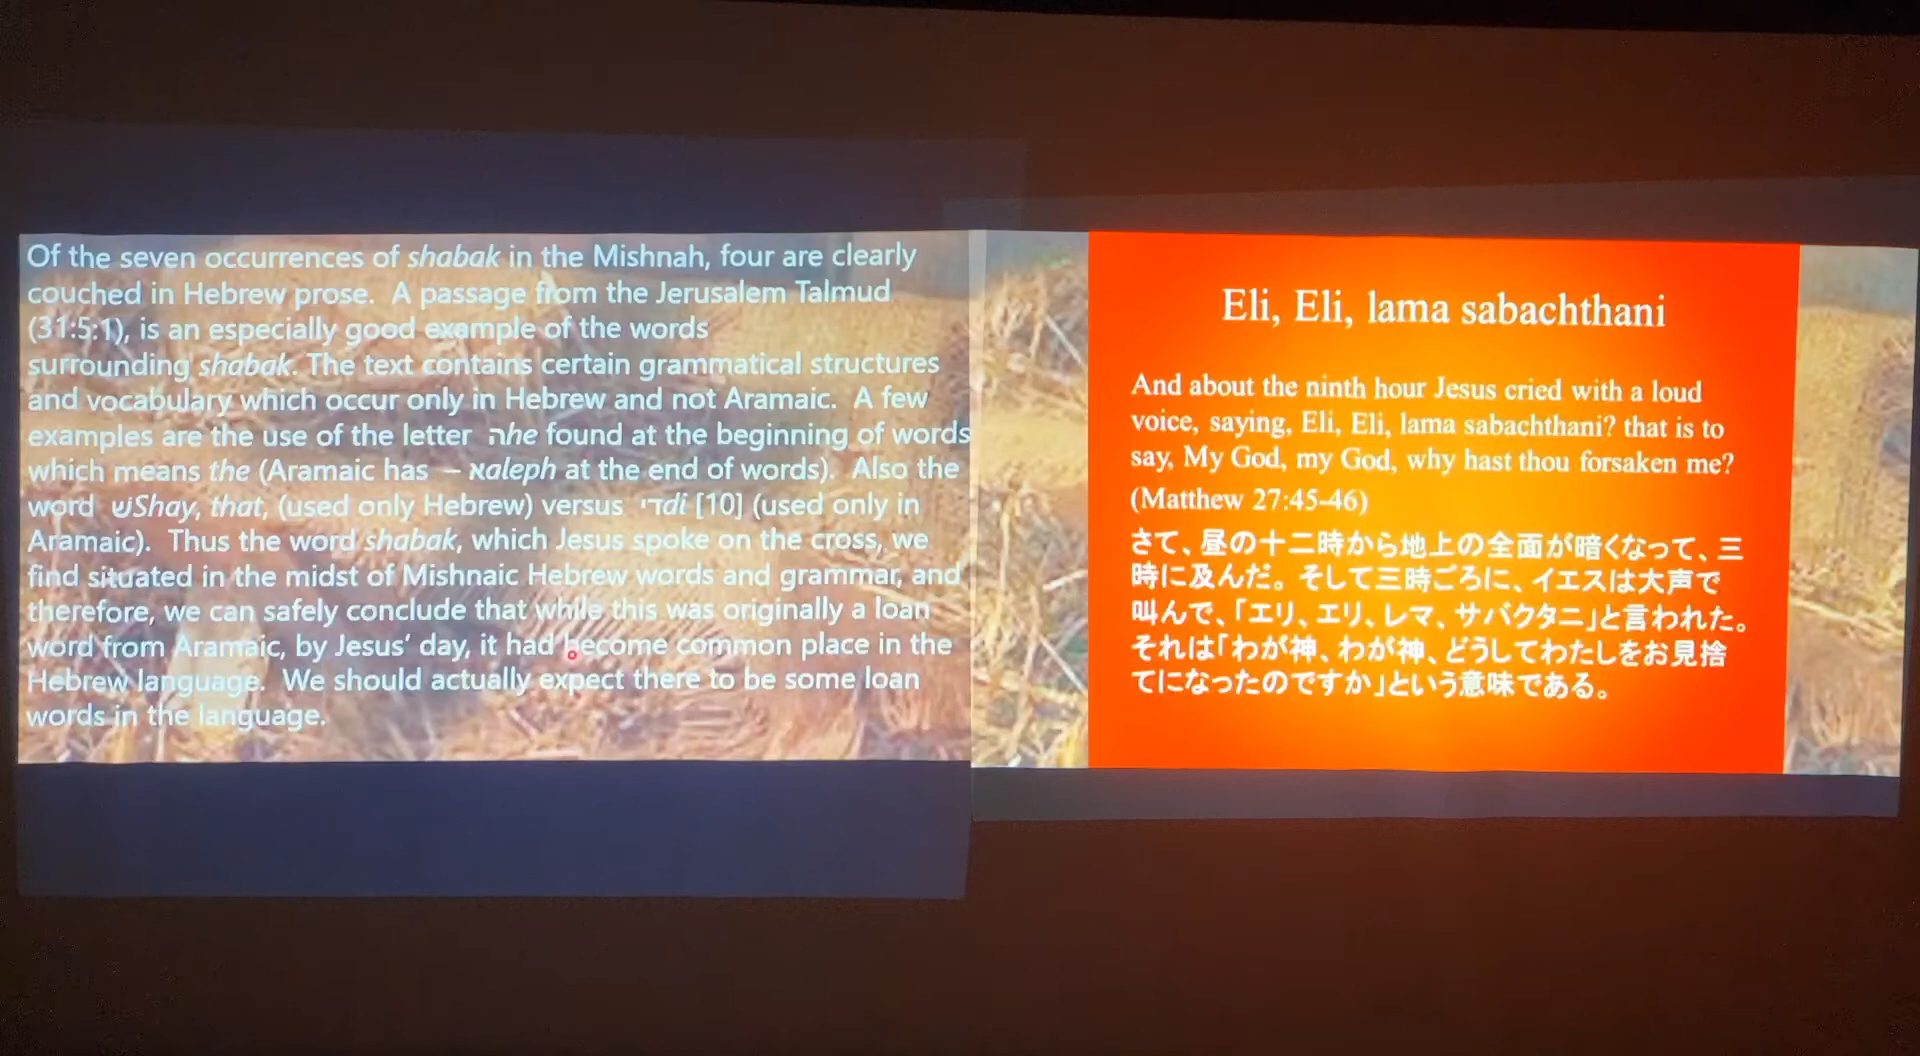 Of the seven occurrences of shabak in the Mishnah, four are clearly
couched in Hebrew prose. A passage from the Jerusalem Talmud
(31:5:1), is an especially good example of the words
surrounding shabak. The text contains certain grammatical structures
and vocabulary which occur only in Hebrew and not Aramaic. A few
examples are the use of the letter הhe found at the beginning of words
which means the (Aramaic has – אaleph at the end of words). Also the
word שShay, that, (used only Hebrew) versus דיdi [10] (used only in
Aramaic). Thus the word shabak, which Jesus spoke on the cross, we
find situated in the midst of Mishnaic Hebrew words and grammar, and
therefore, we can safely conclude that while this was originally a loan
word from Aramaic, by Jesus’ day, it had become common place in the
Hebrew language. We should actually expect there to be some loan
words in the language.
Eli, Eli, lama sabachthani
And about the ninth hour Jesus cried with a loud
voice, saying, Eli, Eli, lama sabachthani? that is to
say, My God, my God, why hast thou forsaken me?
(Matthew 27:45-46)
さて、昼の十二時から地上の全面が暗くなって、三
時に及んだ。そして三時ごろに、イエスは大声で
叫んで、「エリ、エリ、レマ、サバクタニ」と言われた。
それは「わが神、わが神、どうしてわたしをお見捨
てになったのですか」という意味である。